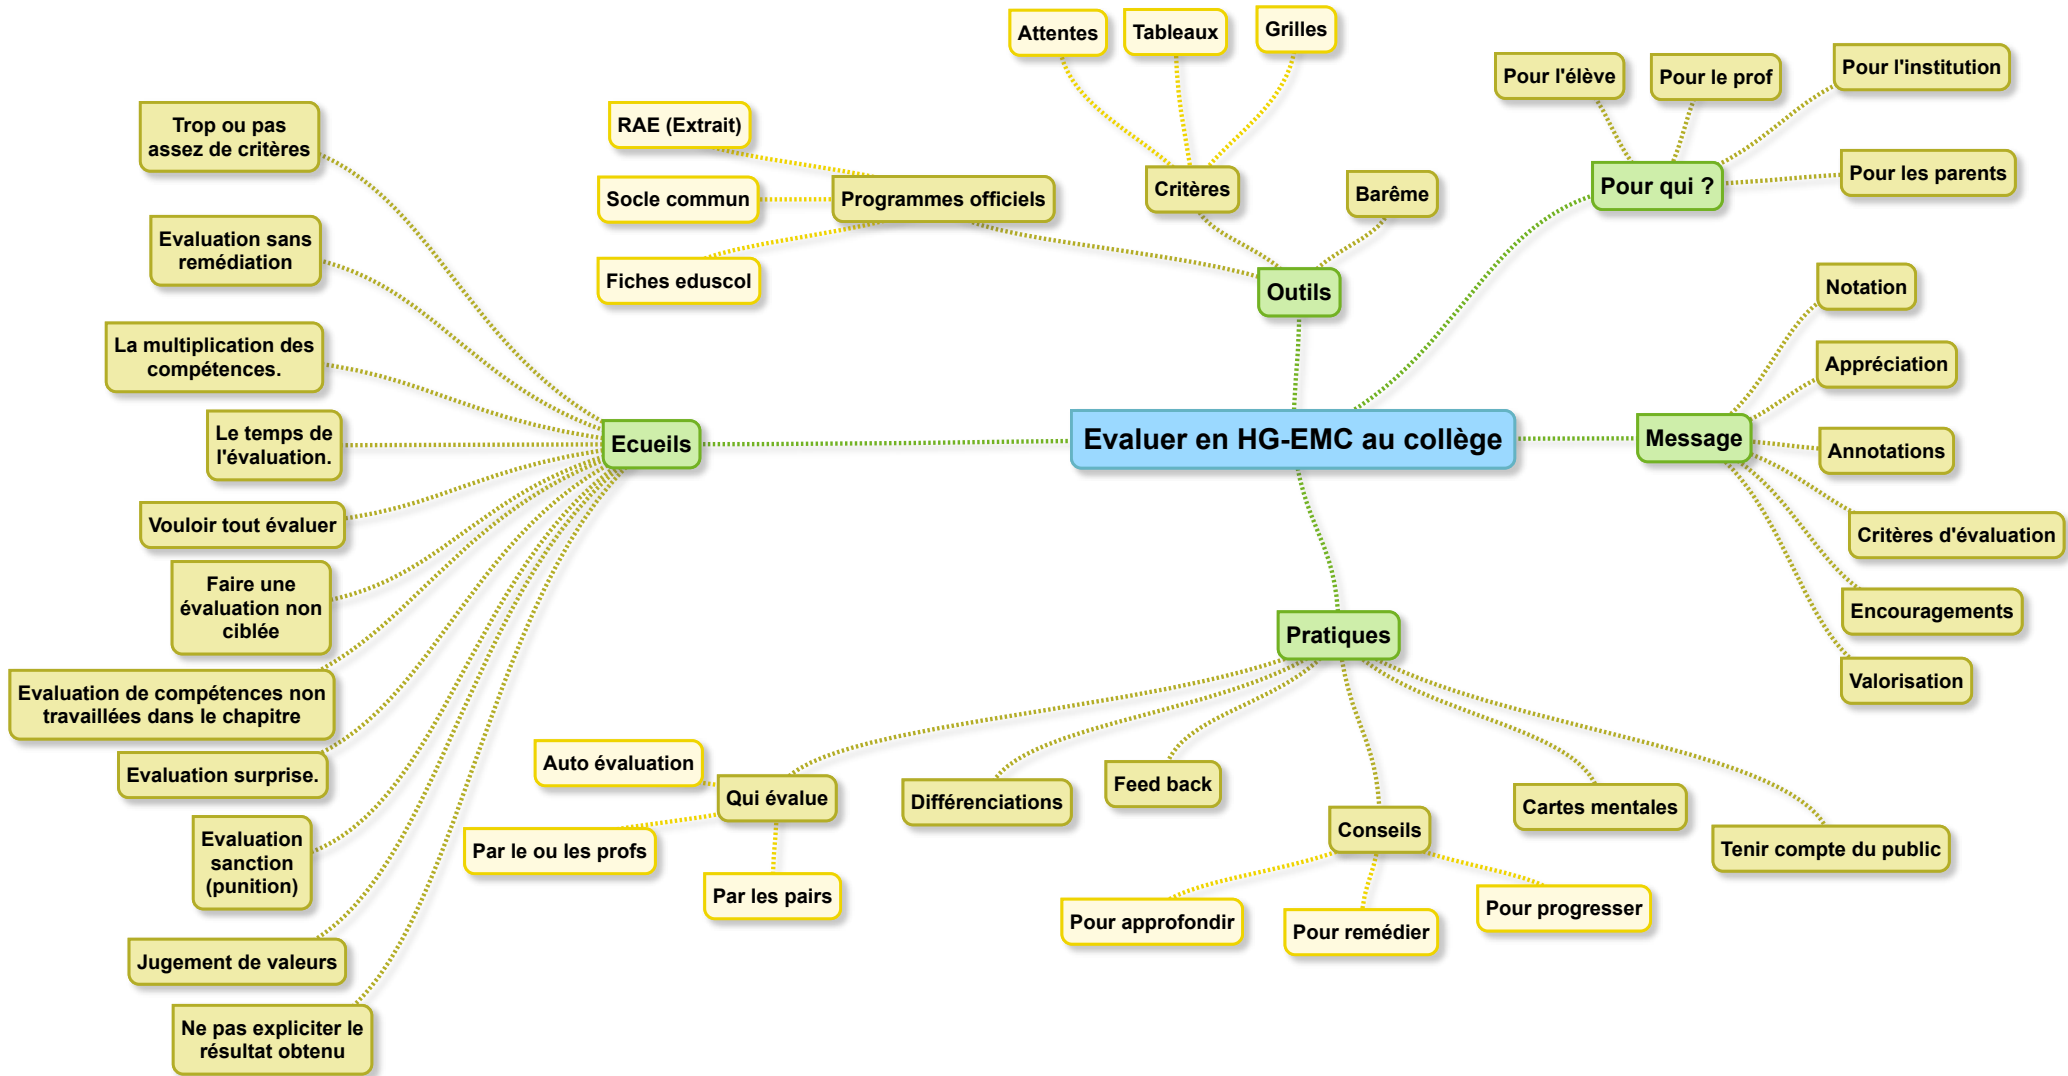 Evaluer en HG-EMC au collège
Pour qui ?
Pour l'élève
Pour le prof
Pour l'institution
Pour les parents
Message
Notation
Appréciation
Annotations
Critères d'évaluation
Encouragements
Valorisation
Pratiques
Tenir compte du public
Cartes mentales
Conseils
Pour progresser
Pour remédier
Pour approfondir
Feed back
Différenciations
Qui évalue
Auto évaluation
Par le ou les profs
Par les pairs
Ecueils
Trop ou pas
assez de critères
Evaluation sans
remédiation
La multiplication des
compétences.
Le temps de
l'évaluation.
Vouloir tout évaluer
Faire une
évaluation non
ciblée
Evaluation de compétences non
travaillées dans le chapitre
Evaluation surprise.
Evaluation
sanction
(punition)
Jugement de valeurs
Ne pas expliciter le
résultat obtenu
Outils
Programmes officiels
RAE (Extrait)
Socle commun
Fiches eduscol
Critères
Attentes
Tableaux
Grilles
Barême